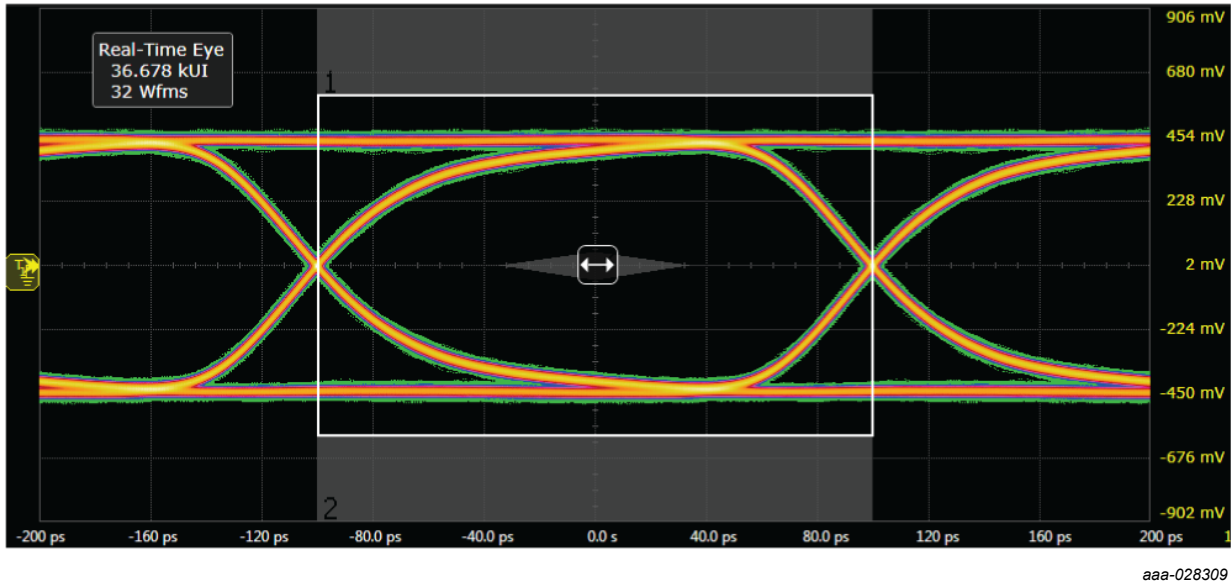 906 mV
Real-Time Eye
36.678 kUI
32 Wfms
680 mV
1
454 mV
228 mV
2 mV
-224 mV
-450 mV
-676 mV
2
-902 mV
-200 ps -160 ps -120 ps -80.0 ps -40.0 ps 0.0 s 40.0 ps 80.0 ps 120 ps 160 ps 200 ps 1
aaa-028309